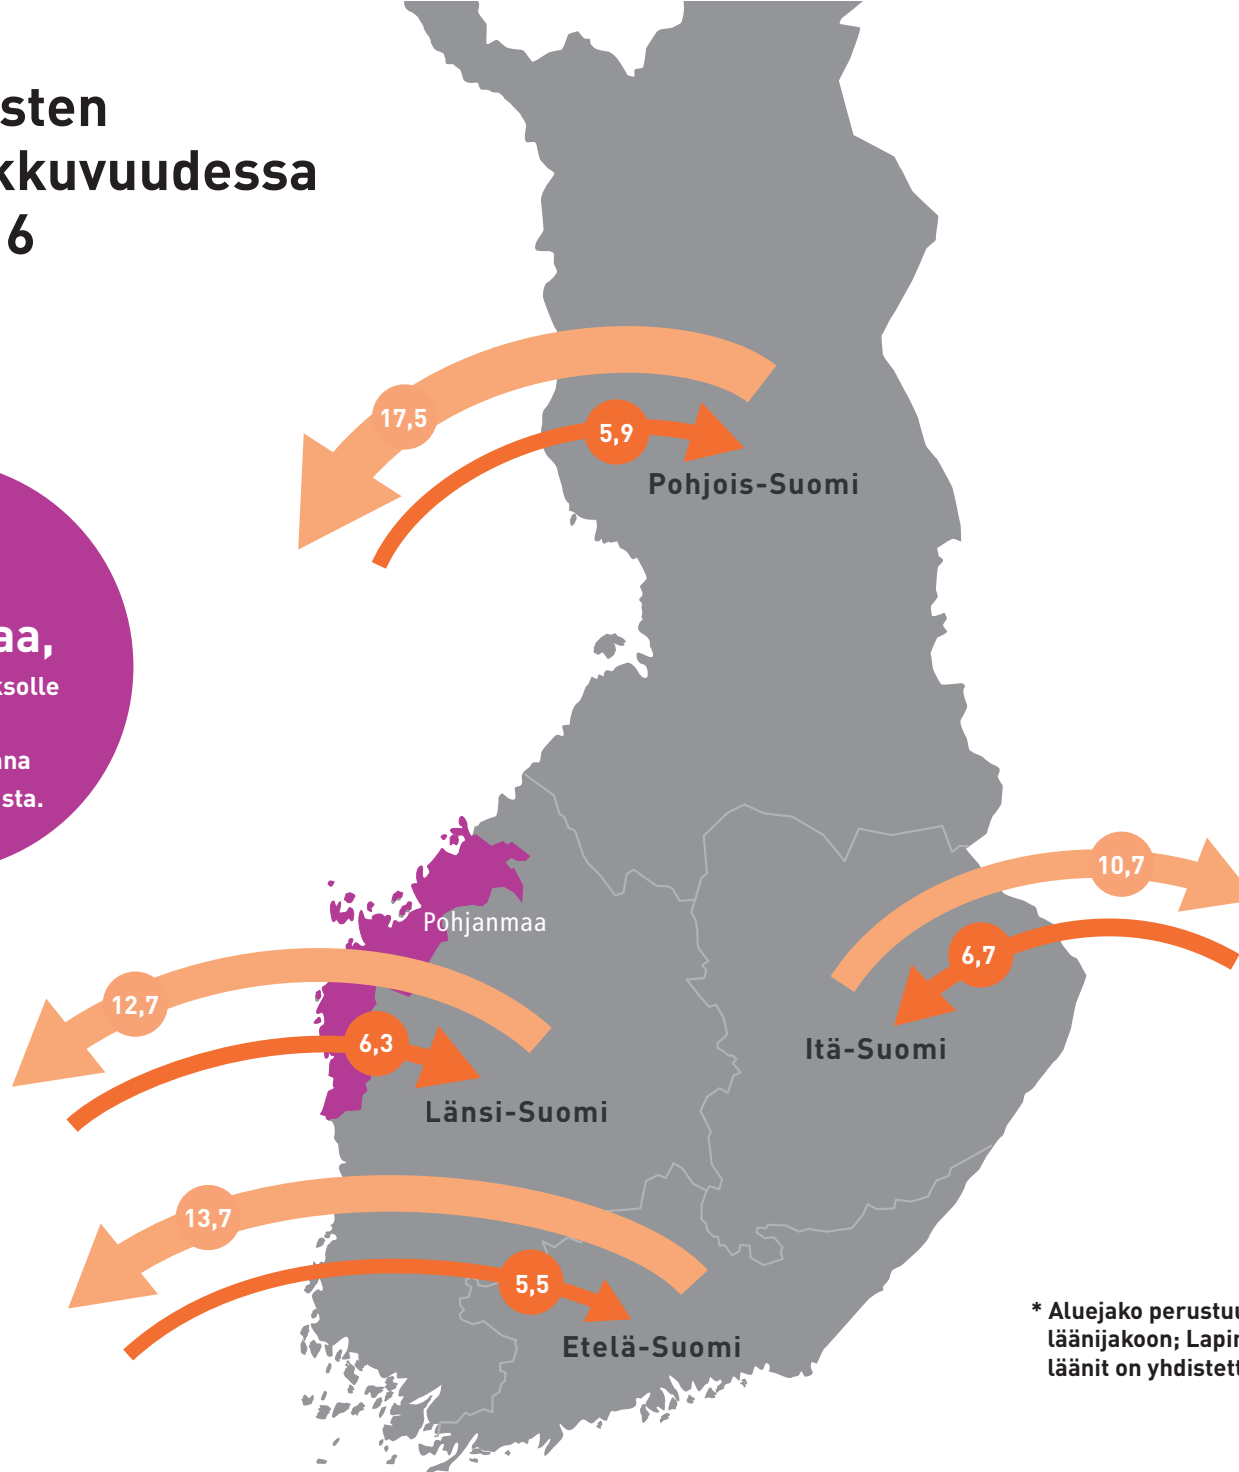 sten
kkuvuudessa
6
17,5
5,9
Pohjois-Suomi
aa,
ksolle
na
sta.
10,7
Pohjanmaa
6,7
12,7
6,3
Itä-Suomi
Länsi-Suomi
13,7
5,5
* Aluejako perustuu
läänijakoon; Lapin
Etelä-Suomi
läänit on yhdistett